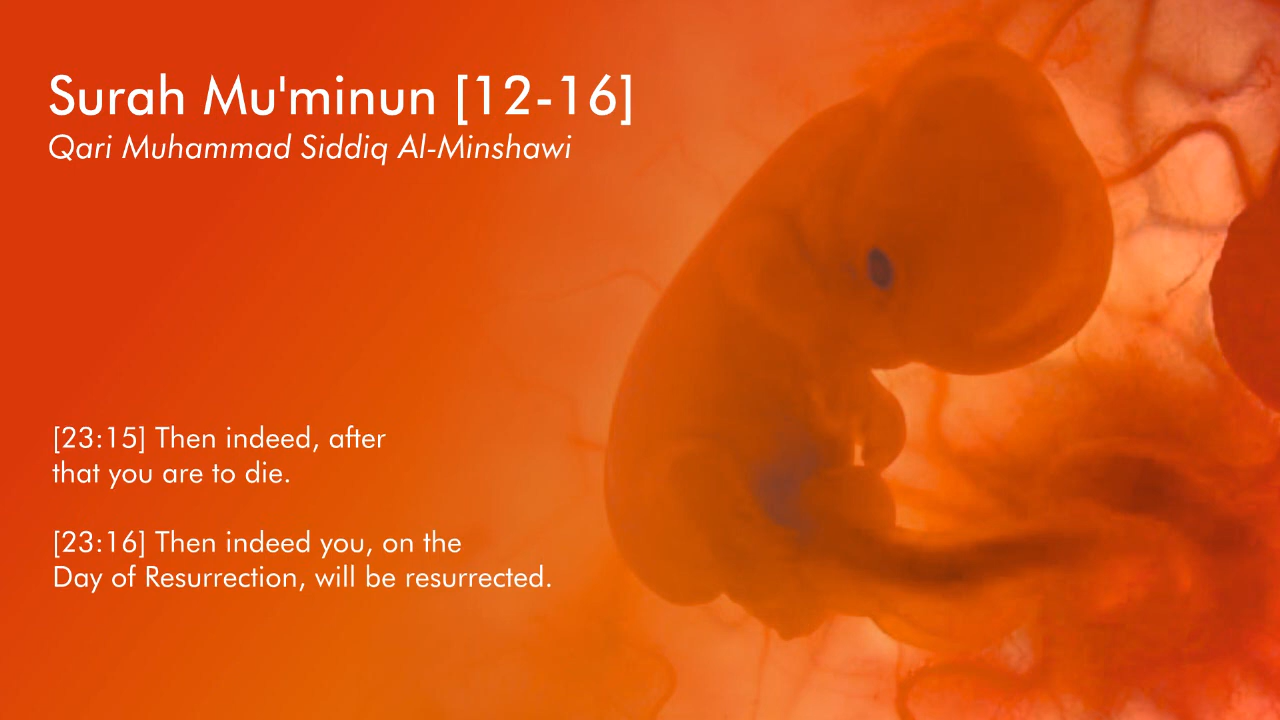 Surah Mu'minun [12-16]
Qari Muhammad Siddiq Al-Minshawi
[23:15] Then indeed, after
that you are to die.
[23:16] Then indeed you, on the
Day of Resurrection, will be resurrected.